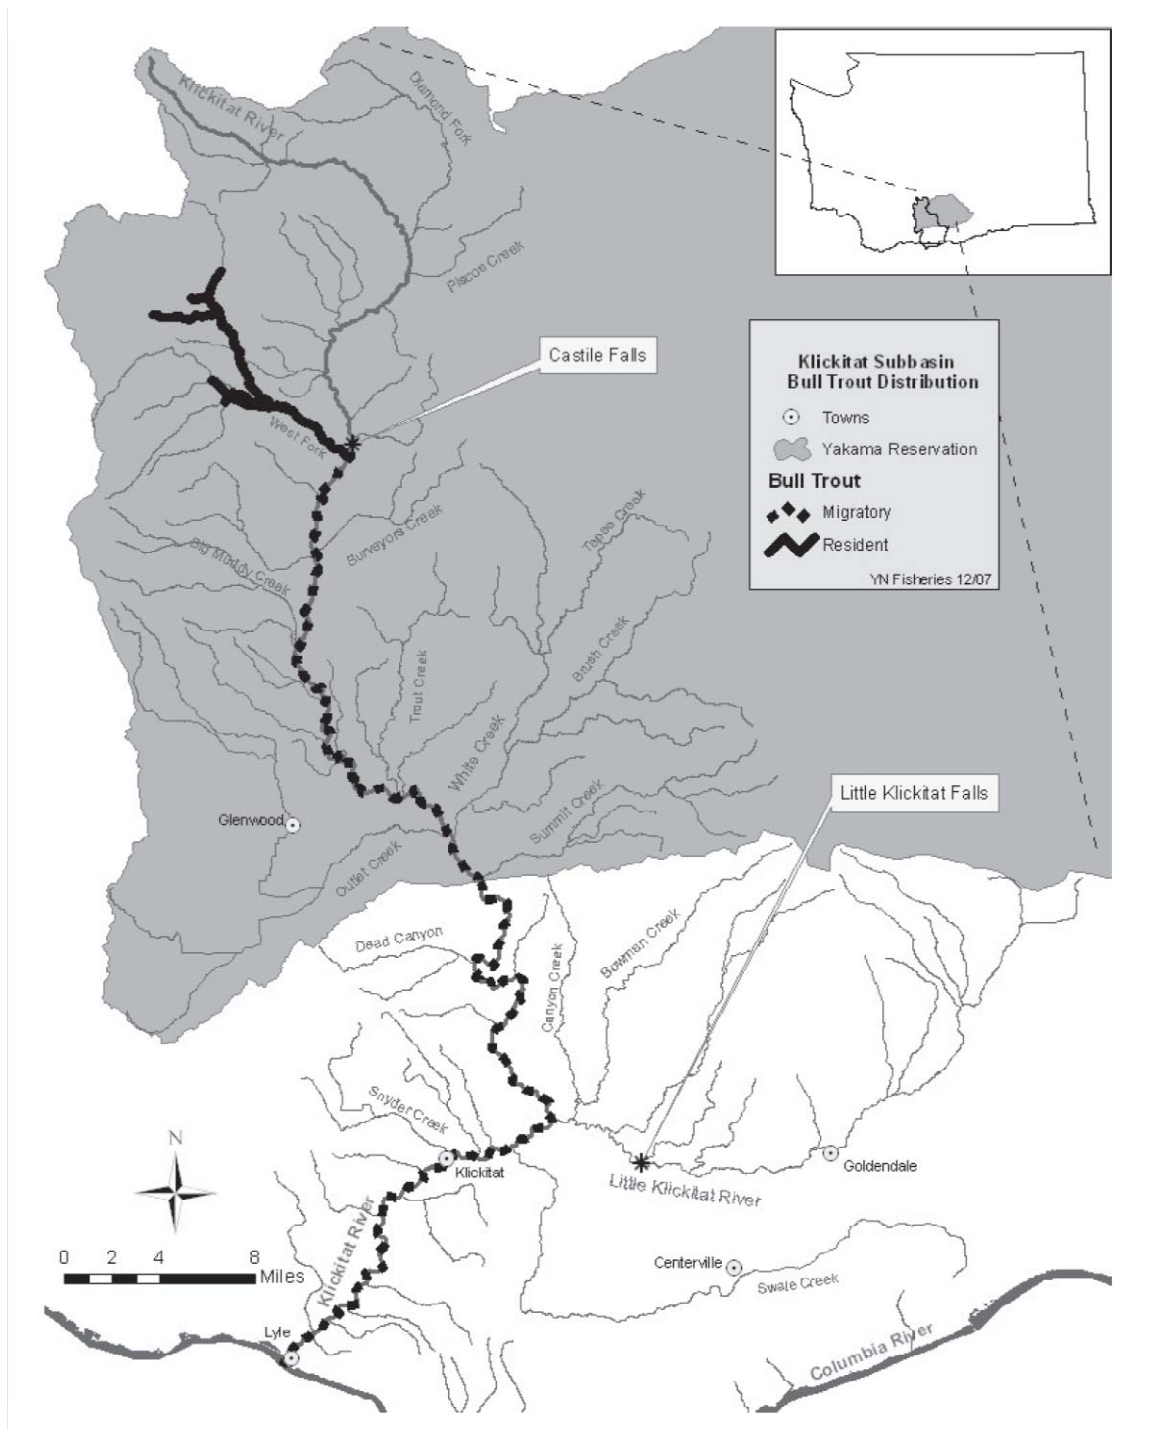 Klickitat River
Diamond Fork
Piscoe Creek
Castile Falls
West Fork
Klickitat Subbasin
Bull Trout Distribution
Towns
Yakama Reservation
Bull Trout
Migratory
Resident
YN Fisheries 12/07
Surveyors Creek
Tepee Creek
Big Muddy Creek
Brush Creek
Trout Creek
White Creek
Little Klickitat Falls
Summit Creek
Glenwood
Outlet Creek
Dead Canyon
Bowman Creek
Canyon Creek
Snyder Creek
N
Klickitat
Goldendale
Little Klickitat River
Klickitat River
0 2 4 8
Miles
Centerville
Swale Creek
Lyle
Columbia River